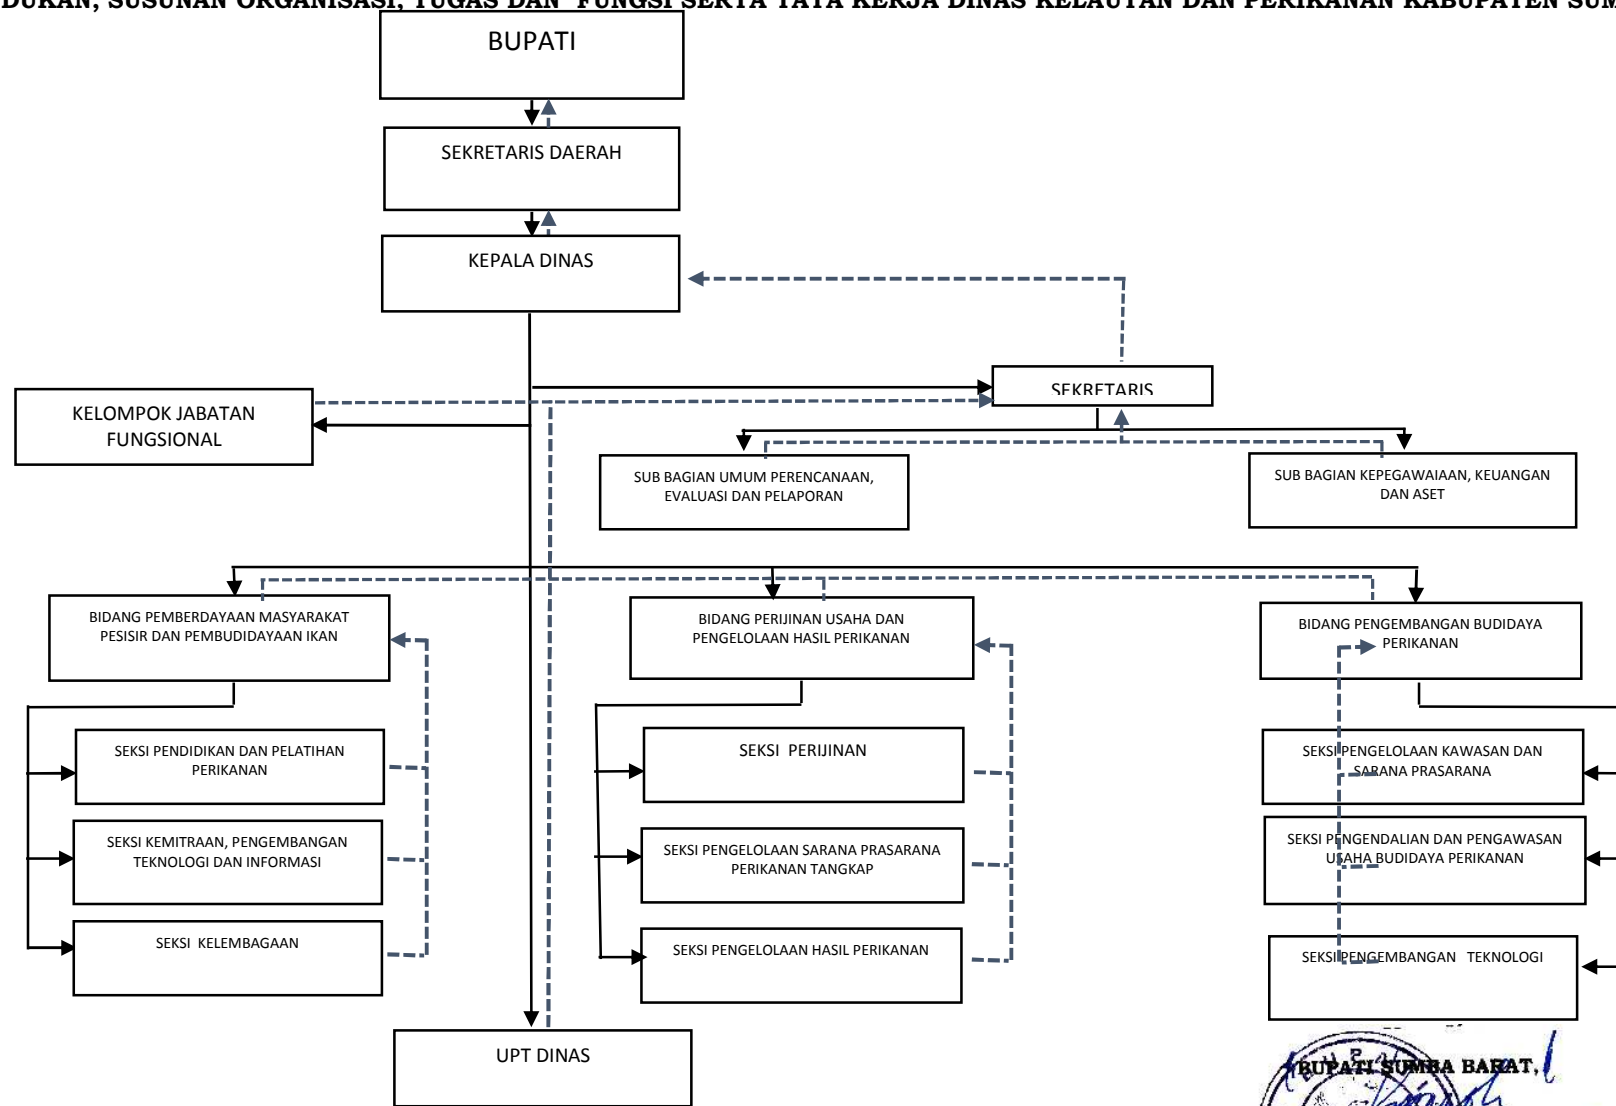 DUKAN, SUSUNAN ORGANISASI, TUGAS DAN FUNGSI SERTA TATA KERJA DINAS KELAUTAN DAN PERIKANAN KABUPATEN SUM
BUPATI
SEKRETARIS DAERAH
KEPALA DINAS
SEKRETARIS
KELOMPOK JABATAN
FUNGSIONAL
SUB BAGIAN UMUM PERENCANAAN,
EVALUASI DAN PELAPORAN
SUB BAGIAN KEPEGAWAIAAN, KEUANGAN
DAN ASET
BIDANG PEMBERDAYAAN MASYARAKAT
PESISIR DAN PEMBUDIDAYAAN IKAN
BIDANG PERIJINAN USAHA DAN
PENGELOLAAN HASIL PERIKANAN
BIDANG PENGEMBANGAN BUDIDAYA
PERIKANAN
SEKSI PENDIDIKAN DAN PELATIHAN
PERIKANAN
SEKSI KEMITRAAN, PENGEMBANGAN
TEKNOLOGI DAN INFORMASI
SEKSI KELEMBAGAAN
SEKSI PERIJINAN
SEKSI PENGELOLAAN SARANA PRASARANA
PERIKANAN TANGKAP
SEKSI PENGELOLAAN HASIL PERIKANAN
SEKSI PENGELOLAAN KAWASAN DAN
SARANA PRASARANA
SEKSI PENGENDALIAN DAN PENGAWASAN
USAHA BUDIDAYA PERIKANAN
SEKSI PENGEMBANGAN TEKNOLOGI
UPT DINAS
BUPATI SUMBA BARAT,